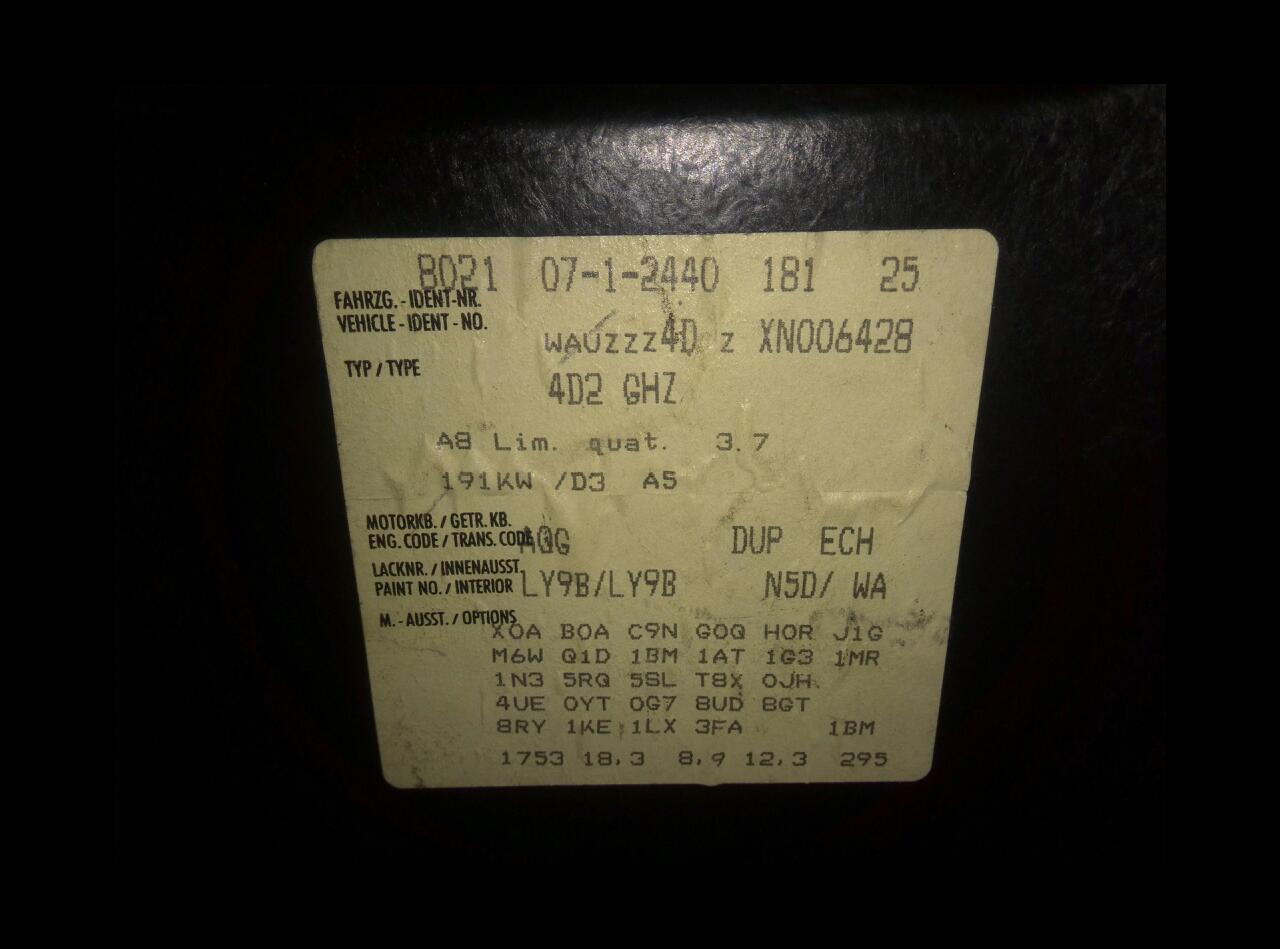 8021 07-1-2440 181 25
FAHRZG.-IDENT-NR.
VEHICLE-IDENT-NO.
WAUZZZ4D Z XN006428
TYP / TYPE
4D2 GHZ
A8 Lim. quat. 3.7
191KW /D3 A5
MOTORKB. / GETR. KB.
ENG. CODE / TRANS. CODE AQG DUP ECH
LACKNR. / INNENAUSST.
PAINT NO. / INTERIOR LY9B/LY9B N5D/ WA
M.-AUSST. / OPTIONS
X0A B0A C9N G0Q H0R J1G
M6W Q1D 1BM 1AT 1G3 1MR
1N3 5RQ 5SL T8X 0JH
4UE 0YT 0G7 8UD 8GT
8RY 1KE 1LX 3FA 1BM
1753 18,3 8,9 12,3 295